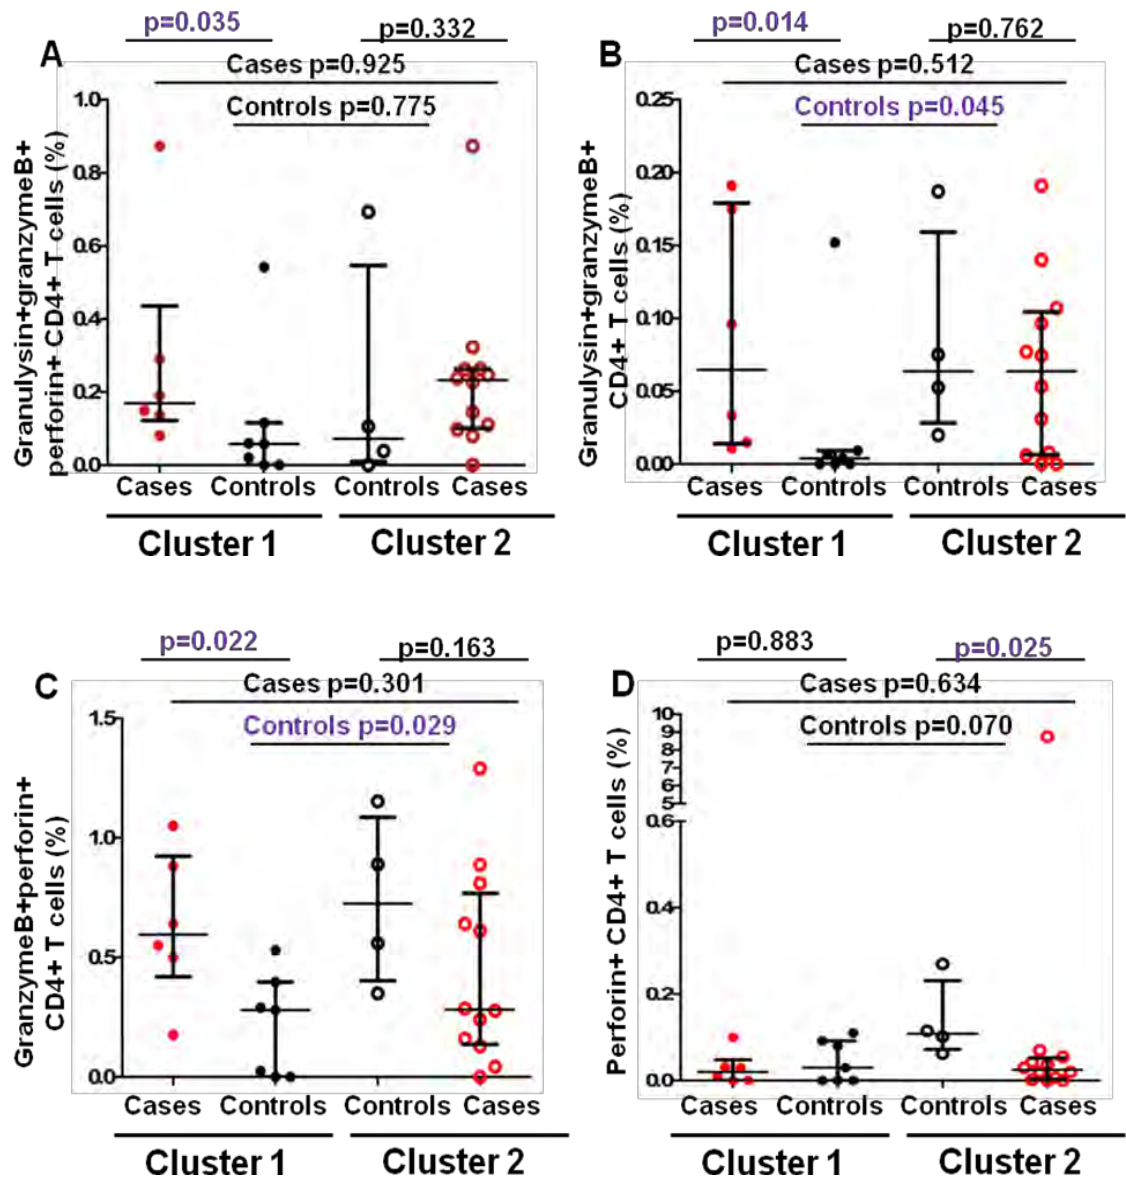 p=0.035
p=0.332
A
Cases p=0.925
Controls p=0.775
Granulysin+granzymeB+
perforin+ CD4+ T cells (%)
1.0
0.8
0.6
0.4
0.2
0.0
Cases Controls Controls Cases
Cluster 1 Cluster 2
p=0.014
p=0.762
B
Cases p=0.512
Controls p=0.045
Granulysin+granzymeB+
CD4+ T cells (%)
0.25
0.20
0.15
0.10
0.05
0.00
Cases Controls Controls Cases
Cluster 1 Cluster 2
p=0.022
p=0.163
C
Cases p=0.301
Controls p=0.029
GranzymeB+perforin+
CD4+ T cells (%)
1.5
1.0
0.5
0.0
Cases Controls Controls Cases
Cluster 1 Cluster 2
p=0.883
p=0.025
D
Cases p=0.634
Controls p=0.070
Perforin+ CD4+ T cells (%)
10
9
8
7
6
5
0.6
0.4
0.2
0.0
Cases Controls Controls Cases
Cluster 1 Cluster 2